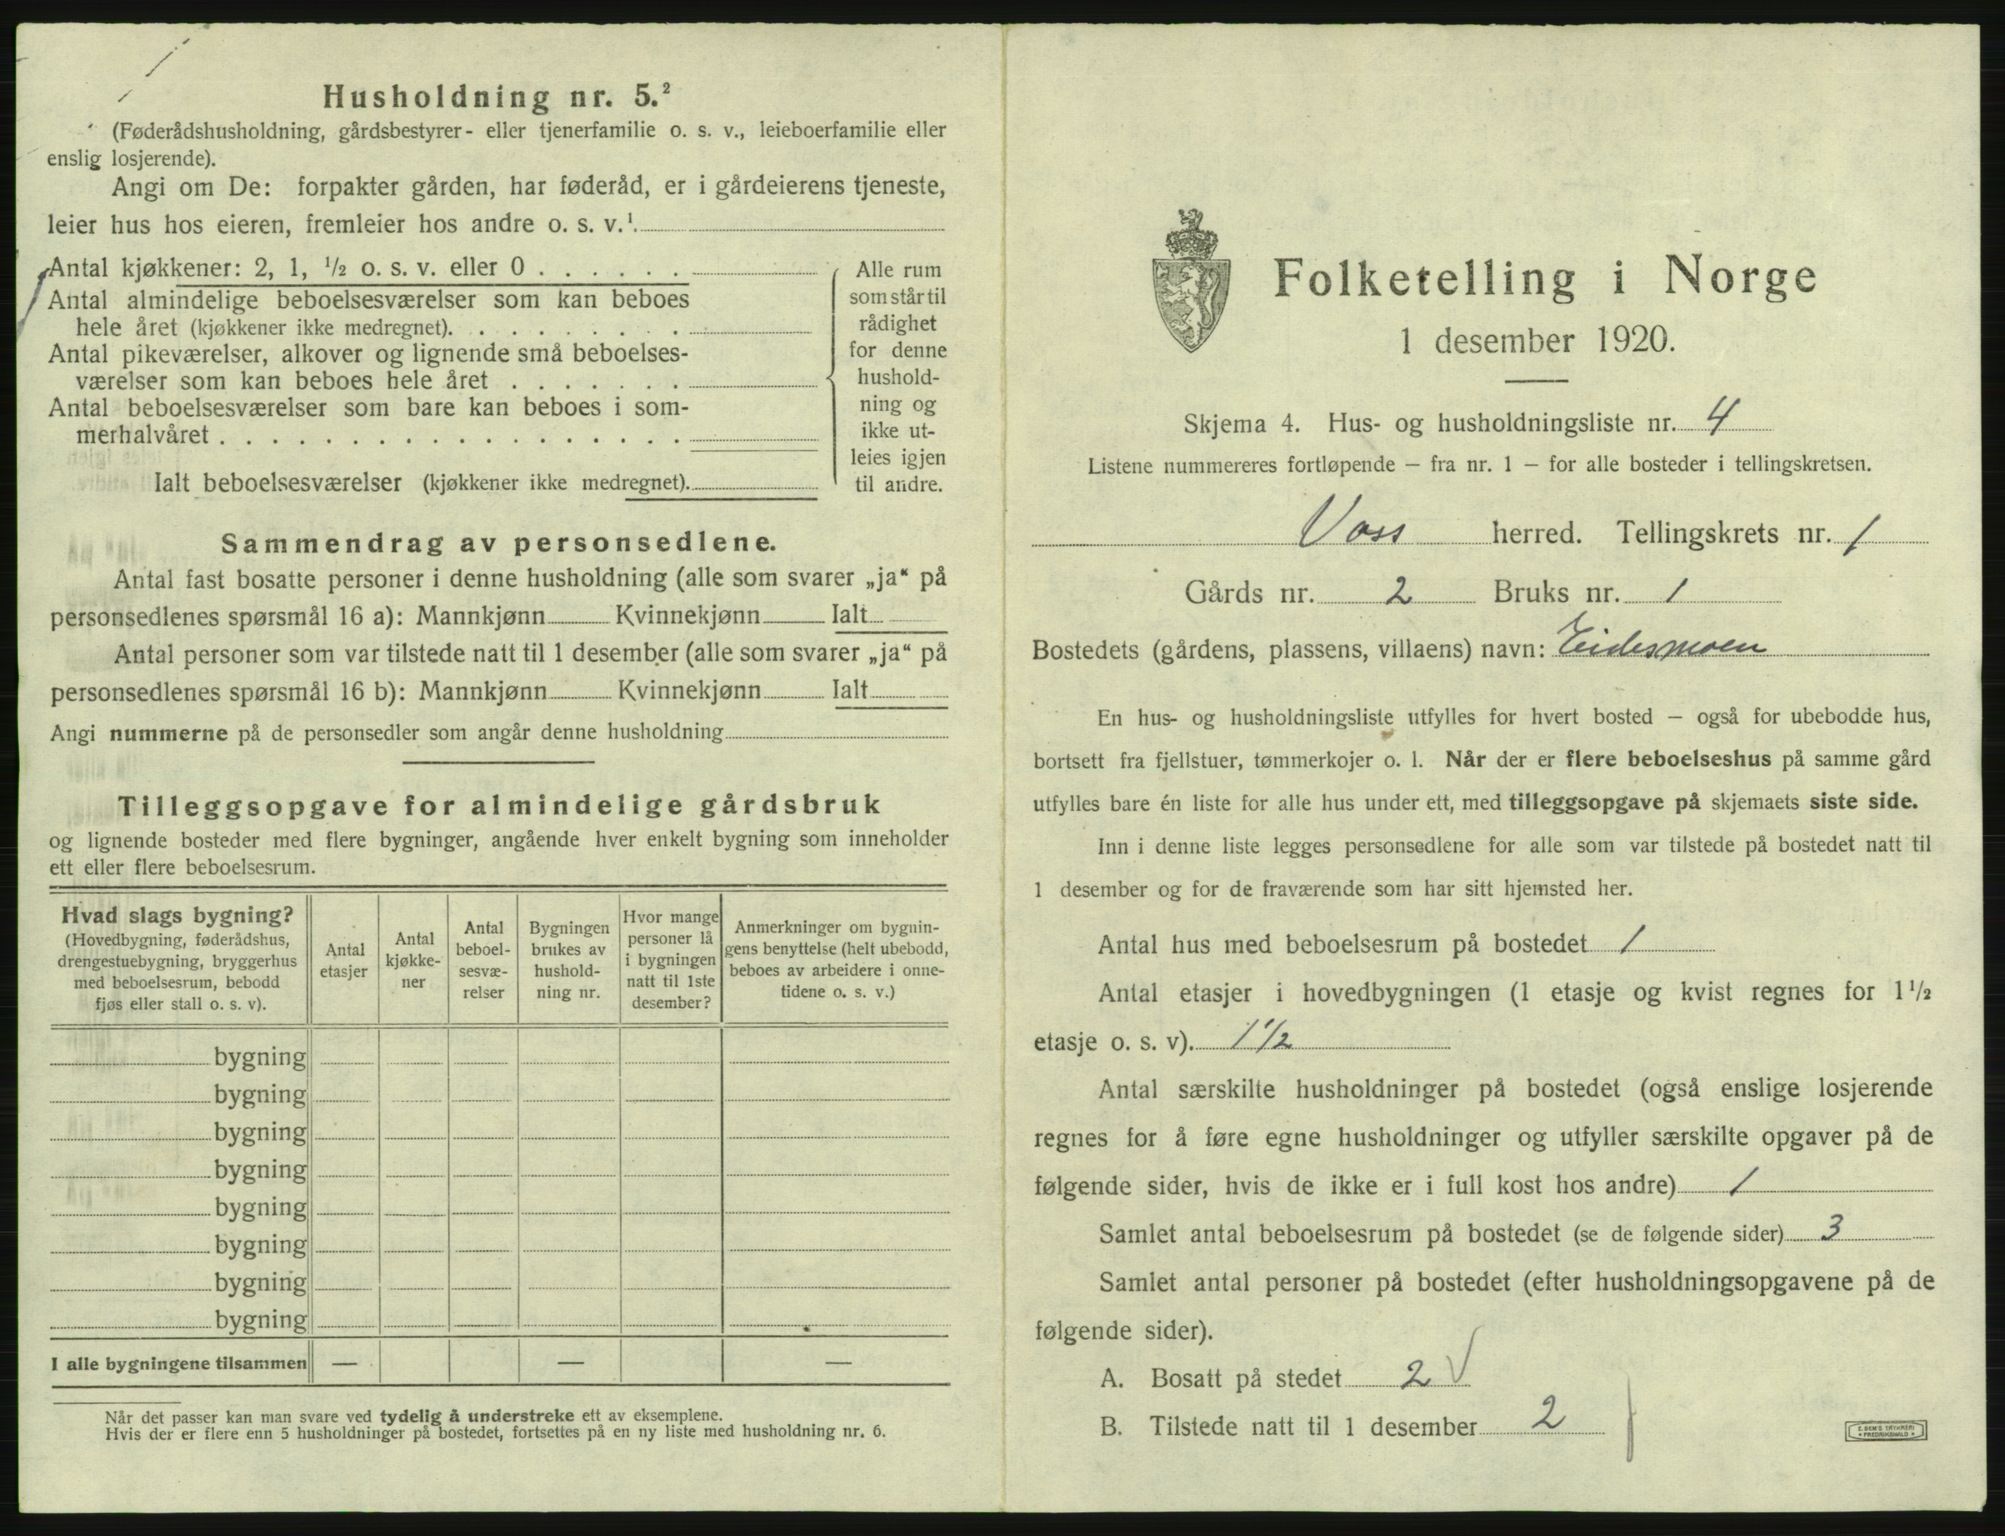 Husholdning nr. 5.²
(Føderådshusholdning, gårdsbestyrer- eller tjenerfamilie o. s. v., leieboerfamilie eller
enslig losjerende).
Angi om De: forpakter gården, har føderåd, er i gårdeierens tjeneste,
leier hus hos eieren, fremleier hos andre o. s. v.¹
Antal kjøkkener: 2, 1, ½ o. s. v. eller 0 . . . . . .
Antal almindelige beboelsesværelser som kan beboes
hele året (kjøkkener ikke medregnet). . . . . . . . .
Antal pikeværelser, alkover og lignende små beboelses-
værelser som kan beboes hele året . . . . . . .
Antal beboelsesværelser som bare kan beboes i som-
merhalvåret . . . . . . . . . . . . . . . . . .
Ialt beboelsesværelser (kjøkkener ikke medregnet).
Alle rum
som står til
rådighet
for denne
hushold-
ning og
ikke ut-
leies igjen
til andre.
Sammendrag av personsedlene.
Antal fast bosatte personer i denne husholdning (alle som svarer „ja“ på
personsedlenes spørsmål 16 a): Mannkjønn Kvinnekjønn Ialt
Antal personer som var tilstede natt til 1 desember (alle som svarer „ja“ på
personsedlenes spørsmål 16 b): Mannkjønn Kvinnekjønn Ialt
Angi nummerne på de personsedler som angår denne husholdning
Tilleggsopgave for almindelige gårdsbruk
og lignende bosteder med flere bygninger, angående hver enkelt bygning som inneholder
ett eller flere beboelsesrum.
Hvad slags bygning?
(Hovedbygning, føderådshus,
drengestuebygning, bryggerhus
med beboelsesrum, bebodd
fjøs eller stall o. s. v).
Antal
etasjer
Antal
kjøkke-
ner
Antal
beboel-
sesvæ-
relser
Bygningen
brukes av
hushold-
ning nr.
Hvor mange
personer lå
i bygningen
natt til 1ste
desember?
Anmerkninger om bygnin-
gens benyttelse (helt ubebodd,
beboes av arbeidere i onne-
tidene o. s. v.)
bygning
bygning
bygning
bygning
bygning
bygning
bygning
bygning
I alle bygningene tilsammen — — —
Når det passer kan man svare ved tydelig å understreke ett av eksemplene.
Hvis der er flere enn 5 husholdninger på bostedet, fortsettes på en ny liste med husholdning nr. 6.
Folketelling i Norge
1 desember 1920.
Skjema 4. Hus- og husholdningsliste nr. 4
Listene nummereres fortløpende – fra nr. 1 – for alle bosteder i tellingskretsen.
Voss herred. Tellingskrets nr. 1
Gårds nr. 2 Bruks nr. 1
Bostedets (gårdens, plassens, villaens) navn: Eidesmoen
En hus- og husholdningsliste utfylles for hvert bosted – også for ubebodde hus,
bortsett fra fjellstuer, tømmerkojer o. l. Når der er flere beboelseshus på samme gård
utfylles bare én liste for alle hus under ett, med tilleggsopgave på skjemaets siste side.
Inn i denne liste legges personsedlene for alle som var tilstede på bostedet natt til
1 desember og for de fraværende som har sitt hjemsted her.
Antal hus med beboelsesrum på bostedet 1
Antal etasjer i hovedbygningen (1 etasje og kvist regnes for 1½
etasje o. s. v). 1½
Antal særskilte husholdninger på bostedet (også enslige losjerende
regnes for å føre egne husholdninger og utfyller særskilte opgaver på de
følgende sider, hvis de ikke er i full kost hos andre) 1
Samlet antal beboelsesrum på bostedet (se de følgende sider) 3
Samlet antal personer på bostedet (efter husholdningsopgavene på de
følgende sider).
A. Bosatt på stedet 2
B. Tilstede natt til 1 desember 2